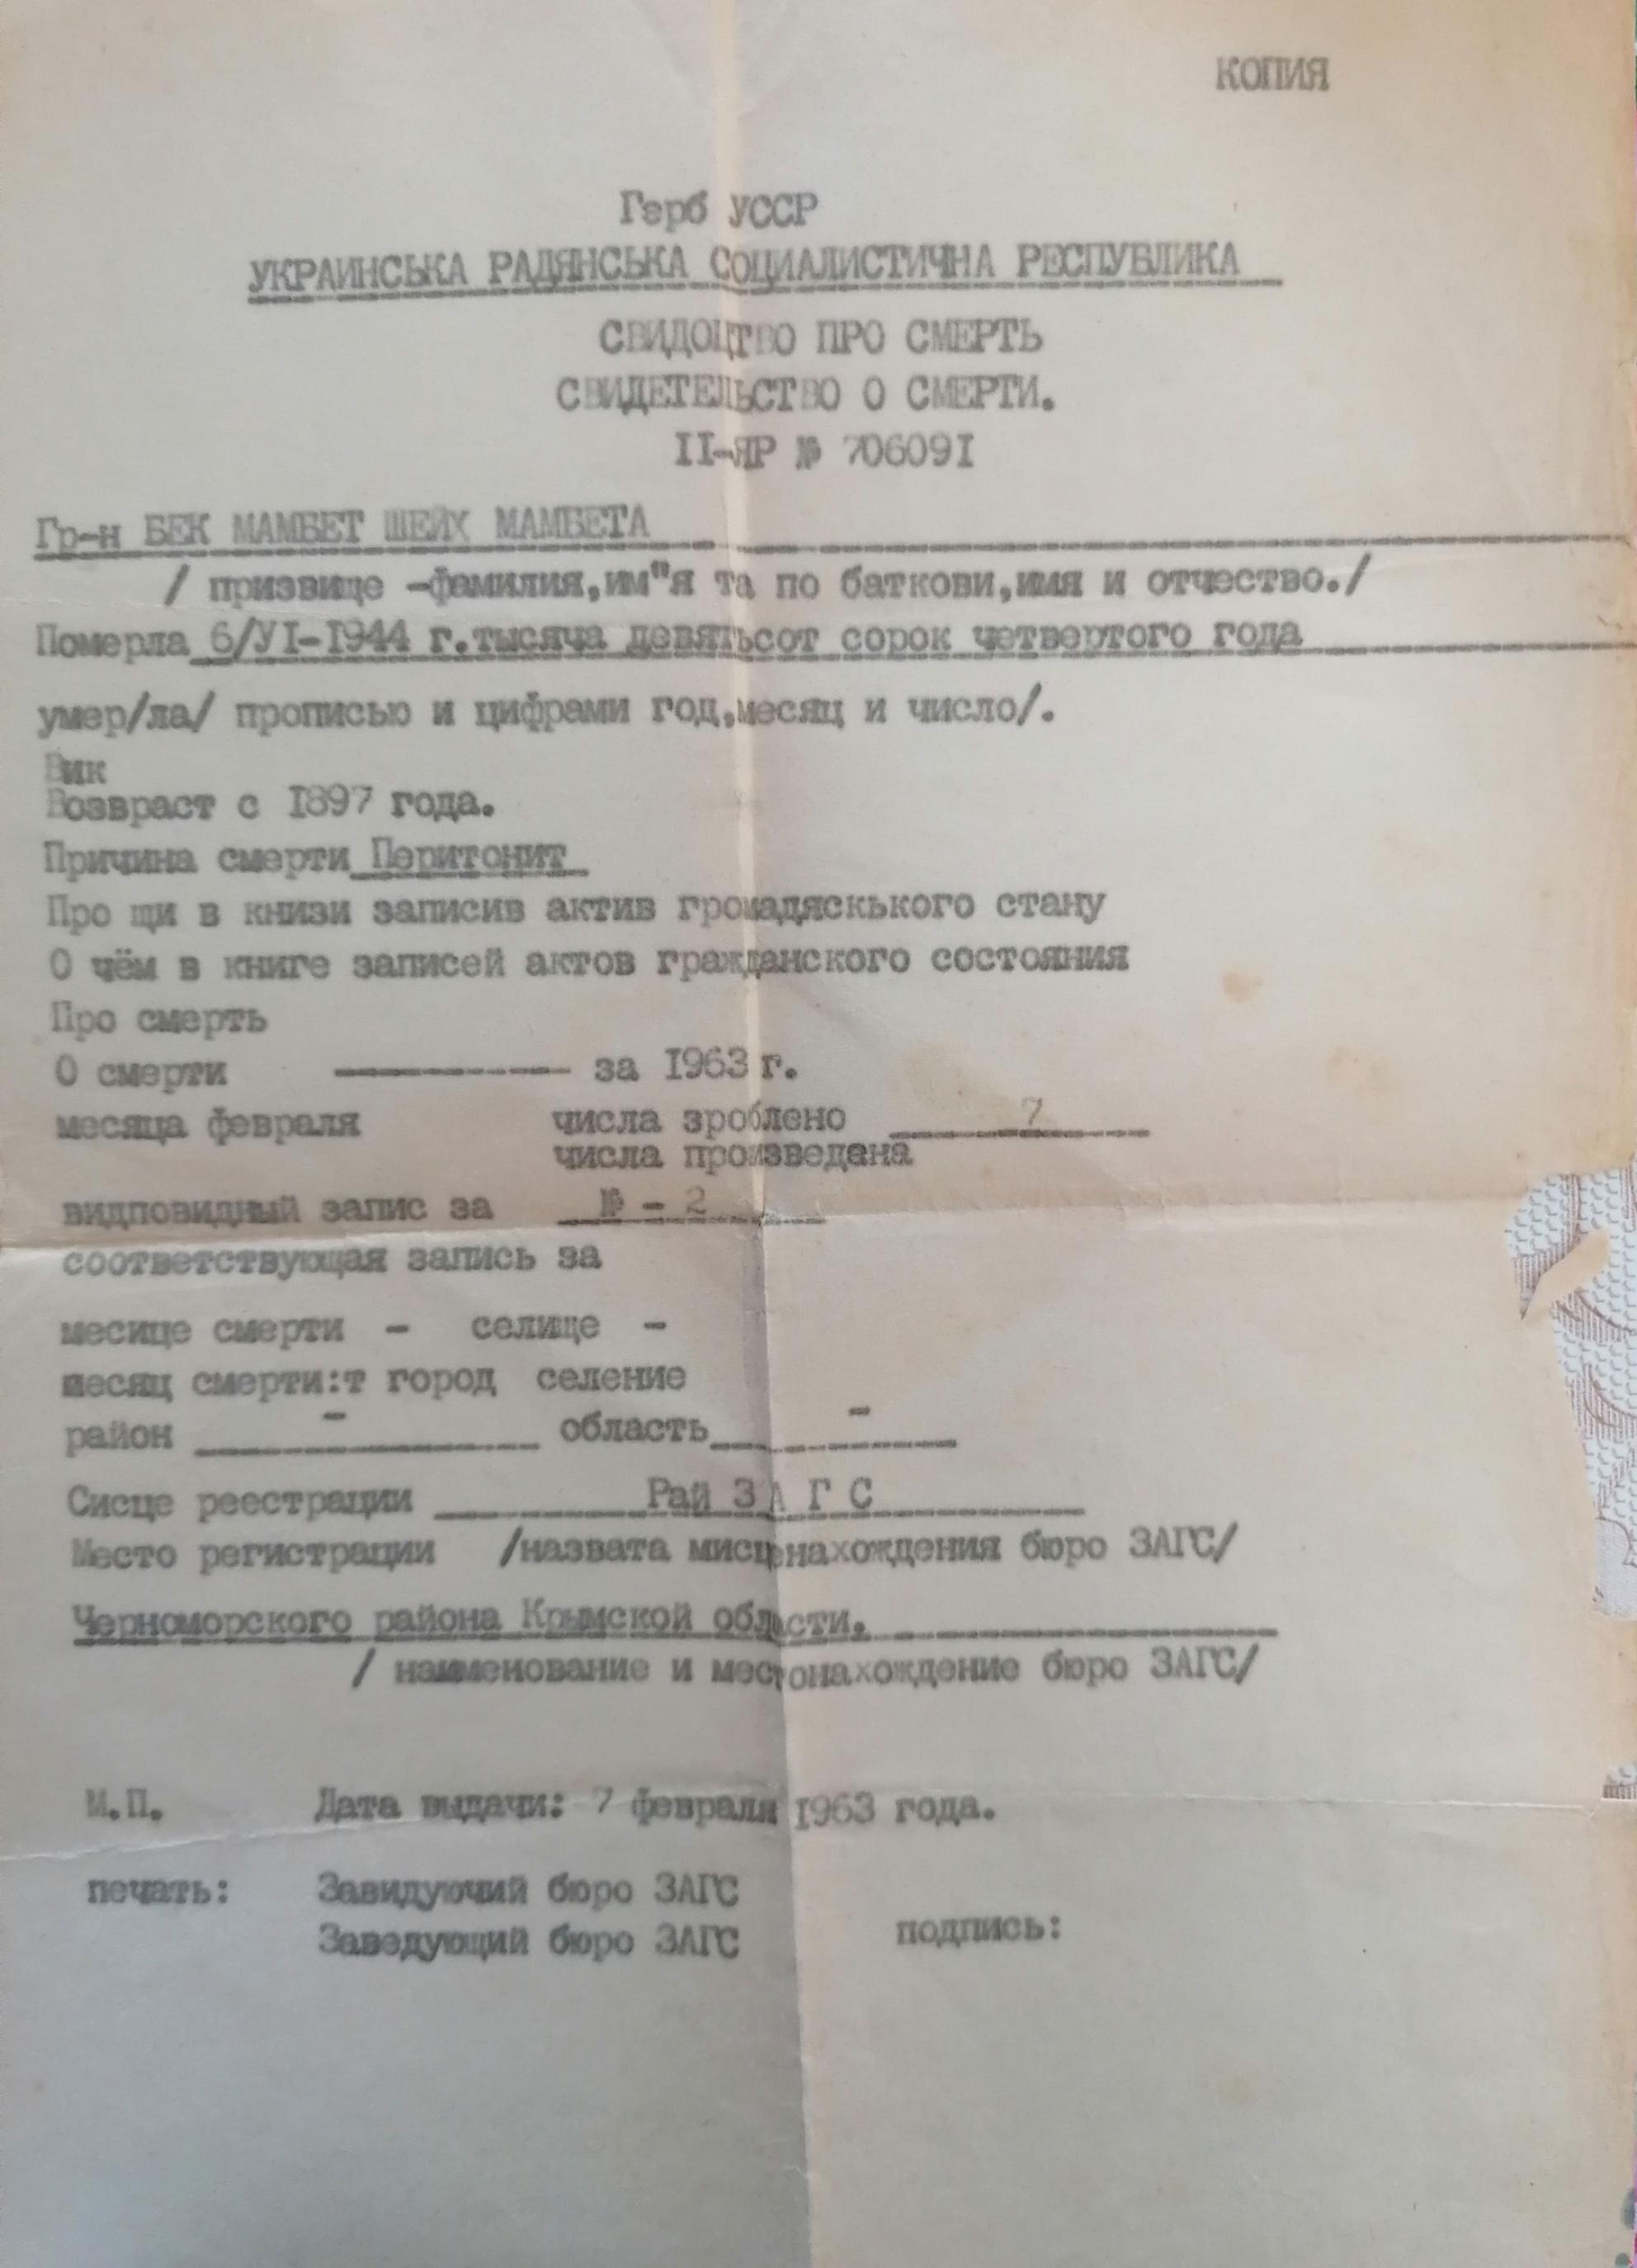 КОПИЯ
Герб УССР
УКРАИНСЬКА РАДЯНСЬКА СОЦИАЛИСТИЧНА РЕСПУБЛИКА
СВИДОЦТВО ПРО СМЕРТЬ
СВИДЕТЕЛЬСТВО О СМЕРТИ.
II-ЯР № 706091
Гр-н БЕК МАМБЕТ ШЕЙХ МАМБЕТА
/ призвище -фамилия,им"я та по баткови,имя и отчество./
Померла 6/УI-1944 г.тысяча девятьсот сорок четвертого года
умер/ла/ прописью и цифрами год,месяц и число/.
Вик
Возвраст с 1897 года.
Причина смерти Перитонит
Про щи в книзи записив актив громадяскького стану
О чём в книге записей актов гражданского состояния
Про смерть
О смерти ---------- за 1963 г.
месяца февраля числа зроблено 7
числа произведана
видповидный запис за № - 2
соответствующая запись за
месице смерти - селище -
месяц смерти:т город селение
район - область -
Сисце реестрации Рай З А Г С
Место регистрации /назвата мисценахождения бюро ЗАГС/
Черноморского района Крымской области.
/ наименование и местонахождение бюро ЗАГС/
М.П. Дата выдачи: 7 февраля 1963 года.
печать: Завидуючий бюро ЗАГС
Заведующий бюро ЗАГС подпись: